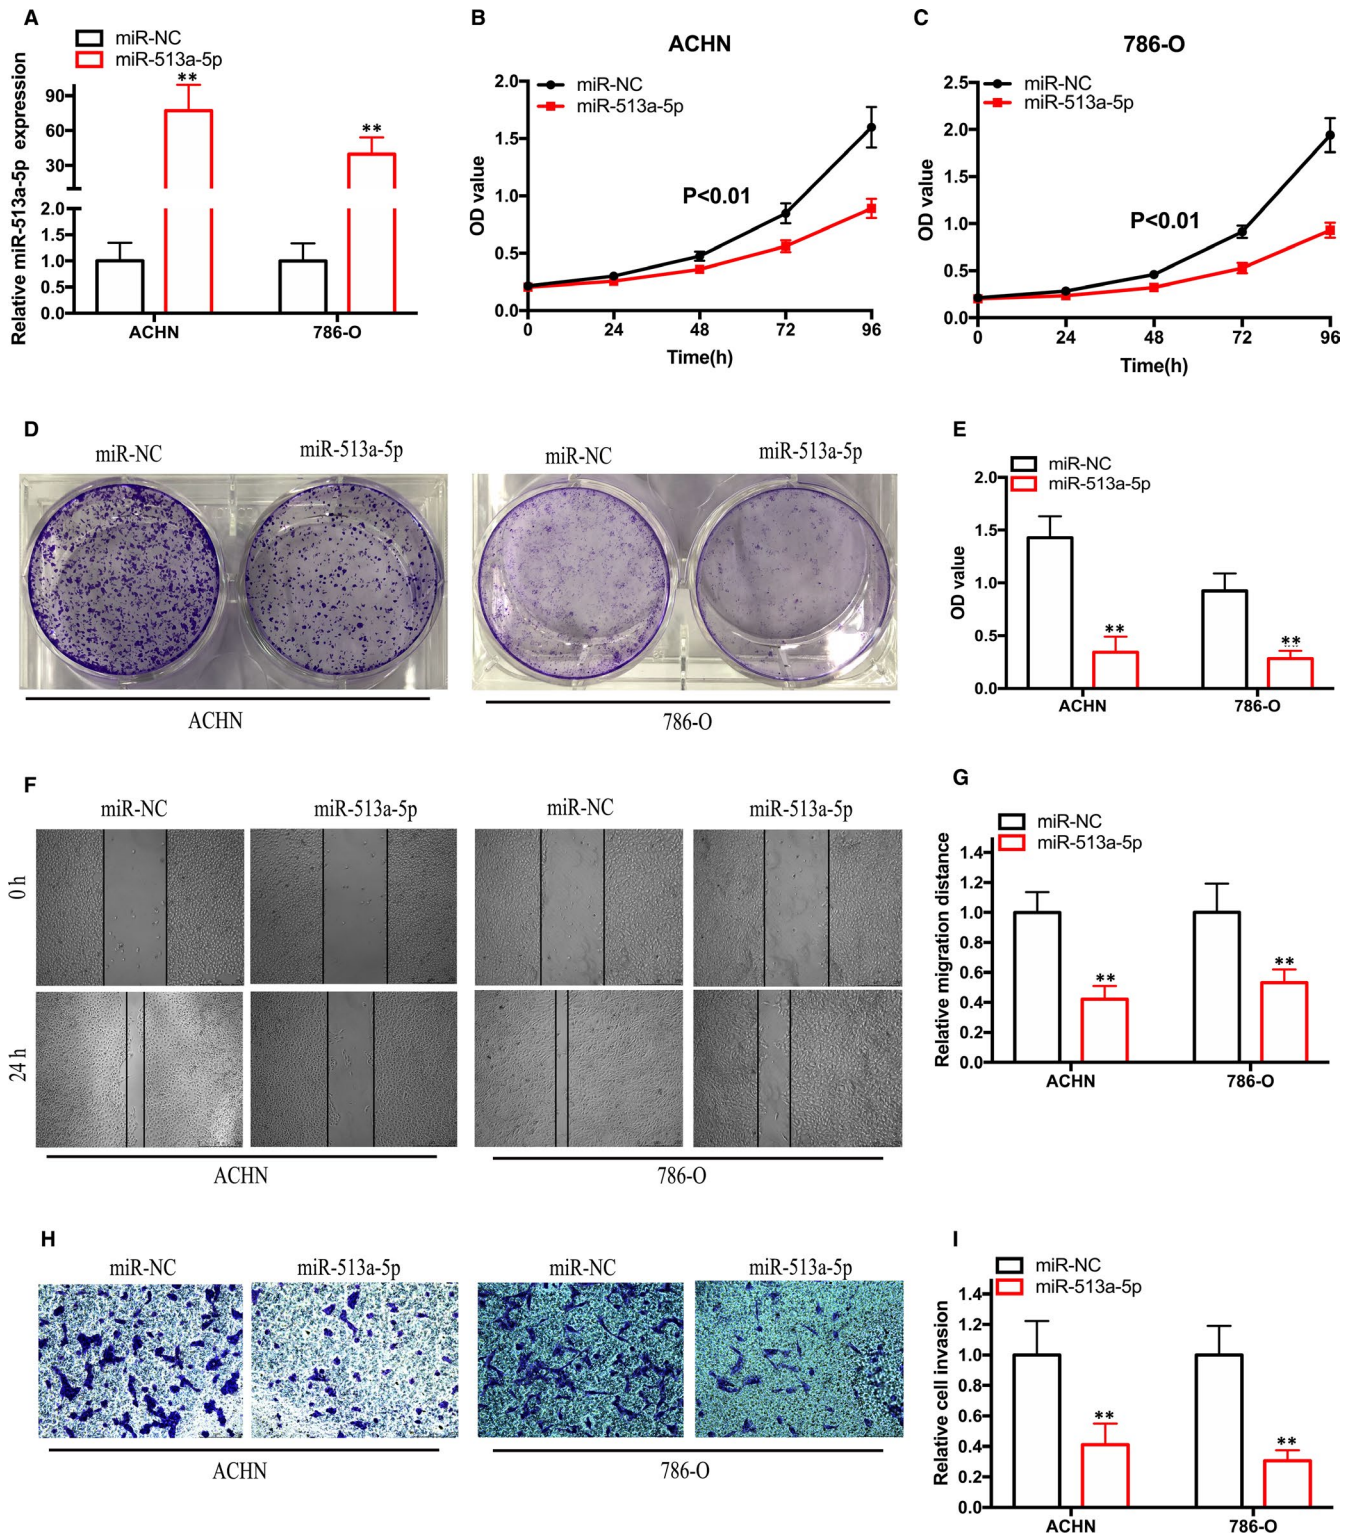 A
miR-NC
miR-513a-5p
Relative miR-513a-5p expression
90
60
30
2.0
1.5
1.0
0.5
0.0
**
**
ACHN
786-O
B
ACHN
miR-NC
miR-513a-5p
OD value
2.0
1.5
1.0
0.5
0.0
P<0.01
0
24
48
72
96
Time(h)
C
786-O
miR-NC
miR-513a-5p
OD value
2.5
2.0
1.5
1.0
0.5
0.0
P<0.01
0
24
48
72
96
Time(h)
D
miR-NC
miR-513a-5p
miR-NC
miR-513a-5p
ACHN
786-O
E
miR-NC
miR-513a-5p
OD value
2.0
1.5
1.0
0.5
0.0
**
**
ACHN
786-O
F
miR-NC
miR-513a-5p
miR-NC
miR-513a-5p
0 h
24 h
ACHN
786-O
G
miR-NC
miR-513a-5p
Relative migration distance
1.4
1.2
1.0
0.8
0.6
0.4
0.2
0.0
**
**
ACHN
786-O
H
miR-NC
miR-513a-5p
miR-NC
miR-513a-5p
ACHN
786-O
I
miR-NC
miR-513a-5p
Relative cell invasion
1.4
1.2
1.0
0.8
0.6
0.4
0.2
0.0
**
**
ACHN
786-O